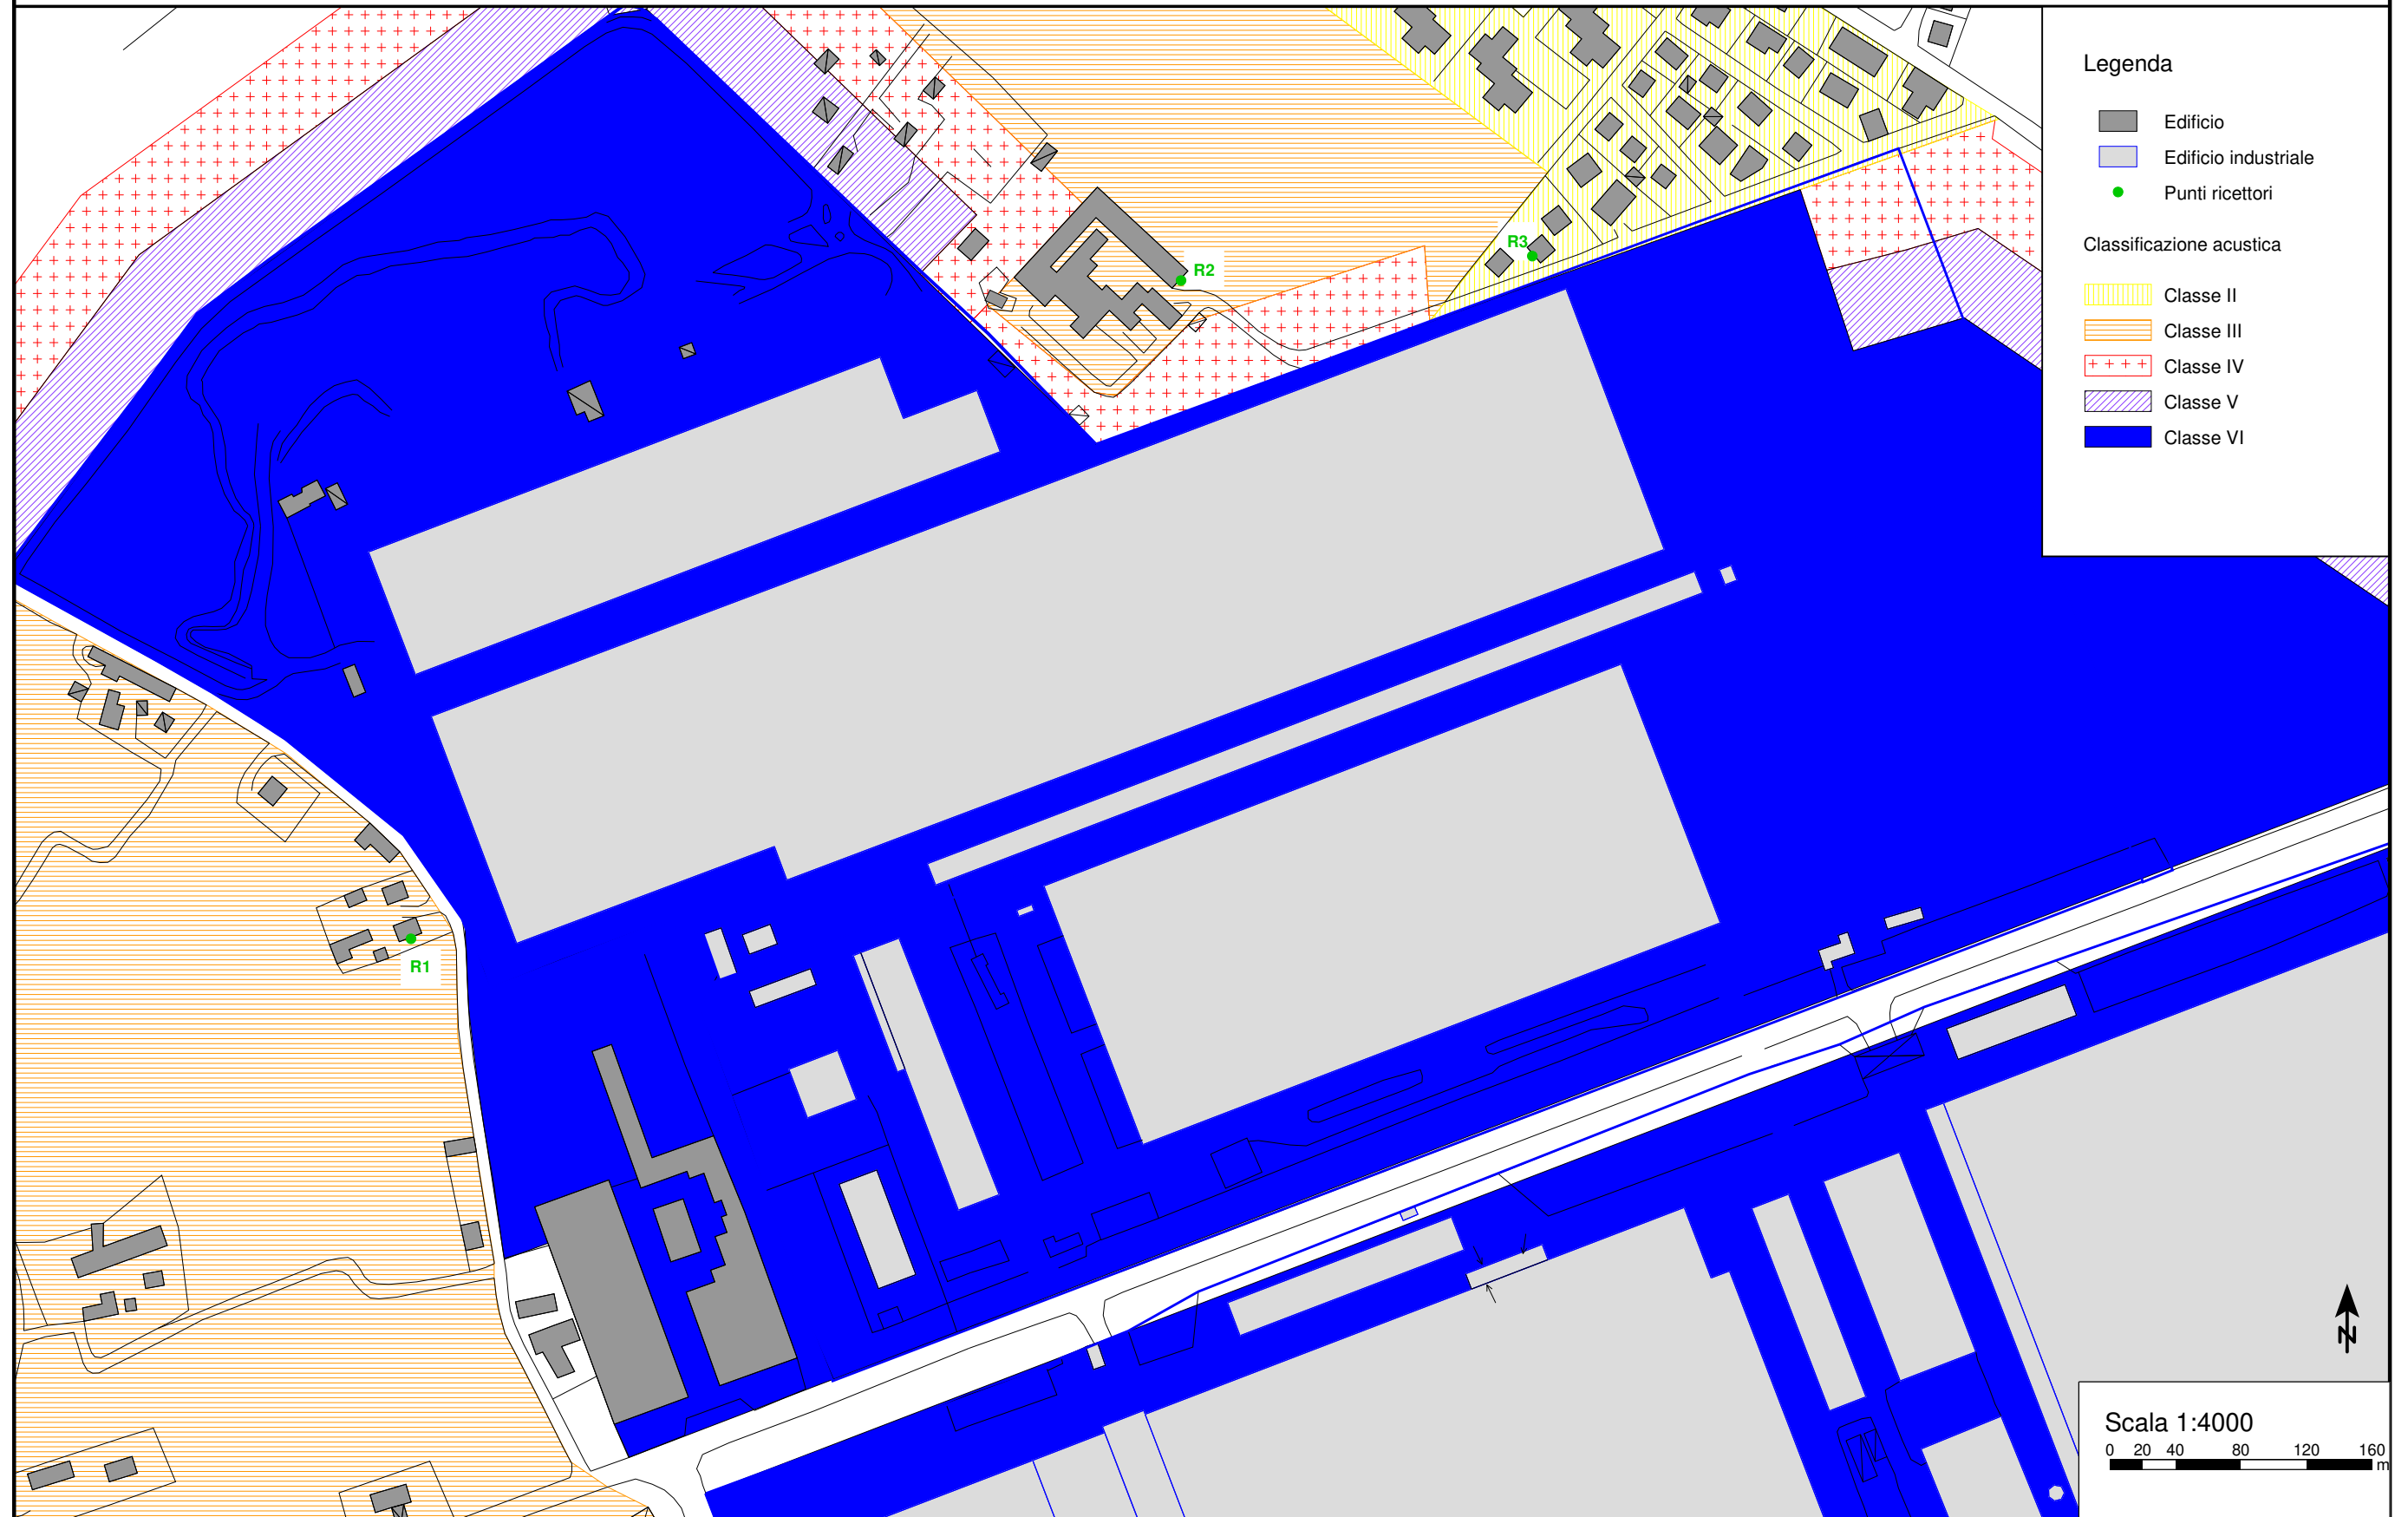 Legenda
Edificio
Edificio industriale
Punti ricettori
Classificazione acustica
Classe II
Classe III
Classe IV
Classe V
Classe VI
R3
R2
R1
N
Scala 1:4000
0 20 40 80 120 160
m